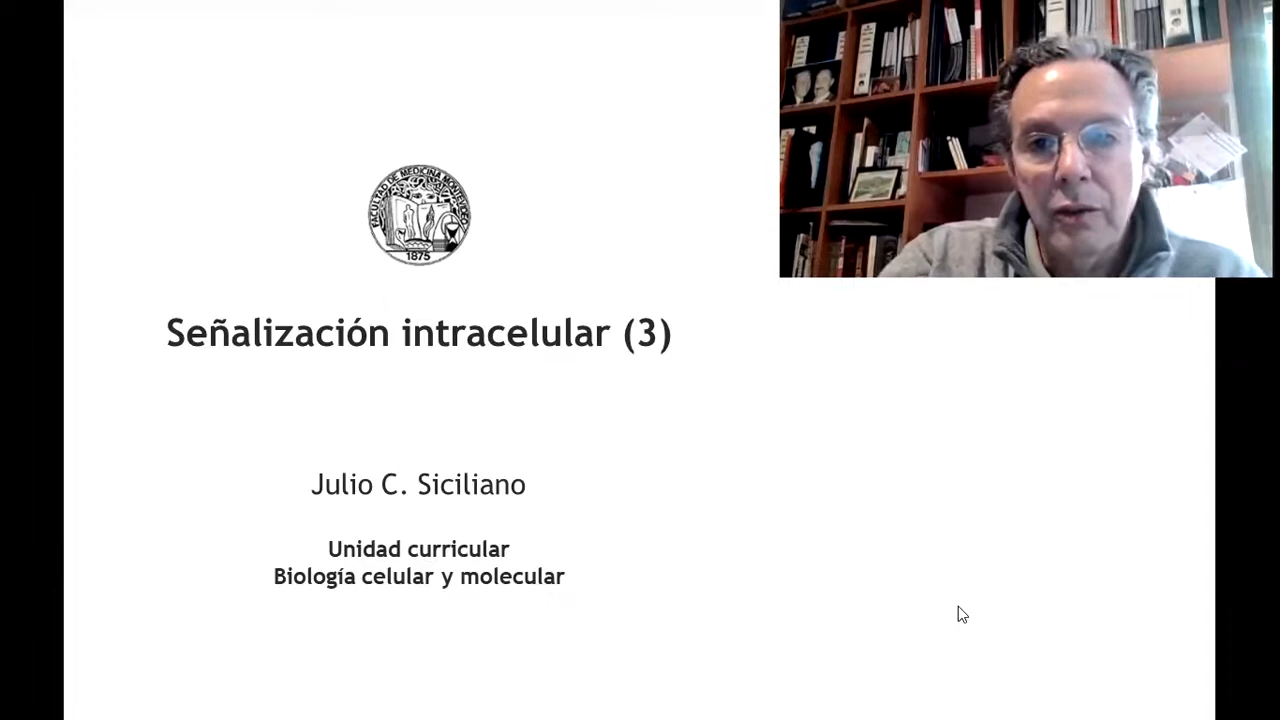 FACULTAD DE MEDICINA MONTEVIDEO
1875
Señalización intracelular (3)
Julio C. Siciliano
Unidad curricular
Biología celular y molecular